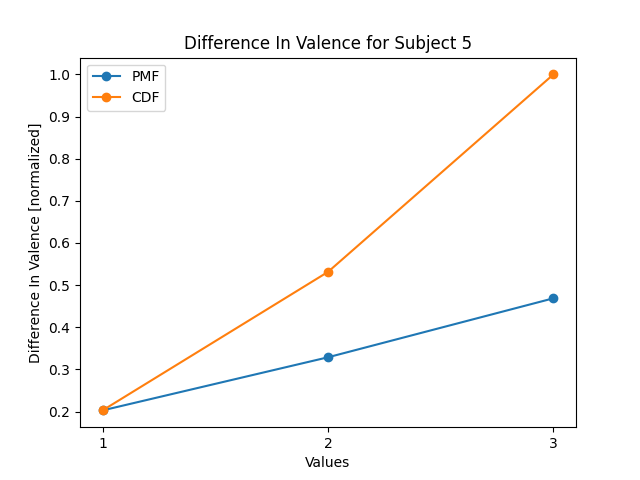 Difference In Valence for Subject 5
PMF
CDF
1.0
0.9
0.8
0.7
0.6
0.5
0.4
0.3
0.2
Difference In Valence [normalized]
1 2 3
Values